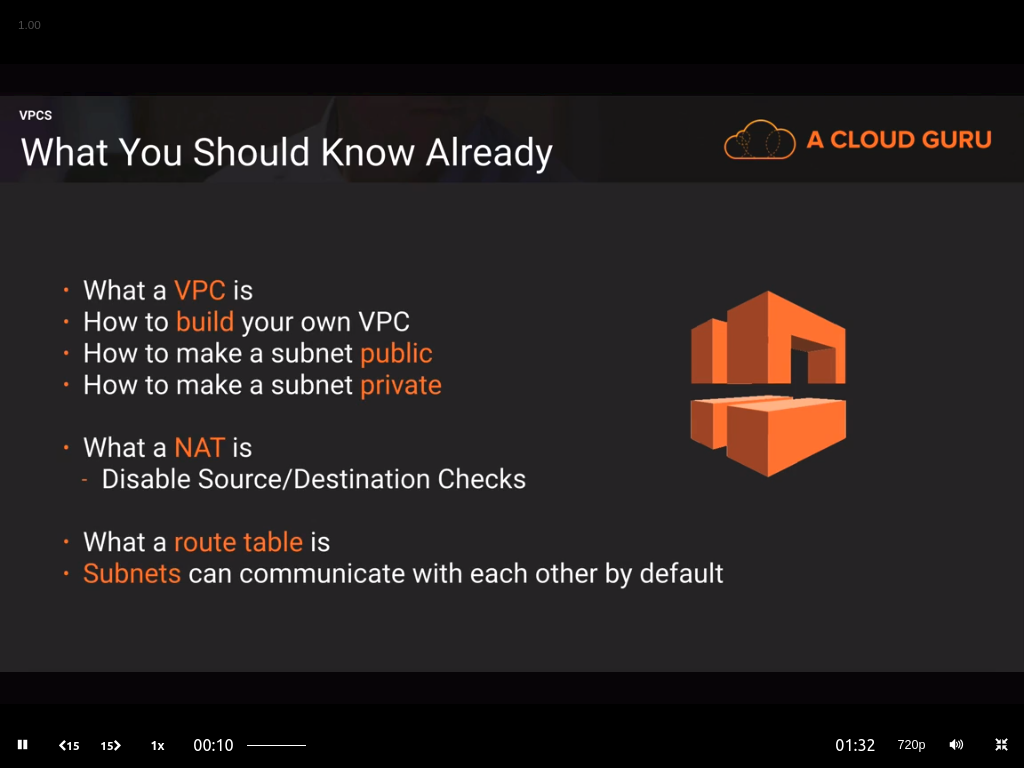 1.00
VPCS
What You Should Know Already
A CLOUD GURU
• What a VPC is
• How to build your own VPC
• How to make a subnet public
• How to make a subnet private
• What a NAT is
- Disable Source/Destination Checks
• What a route table is
• Subnets can communicate with each other by default
15 15 1x 00:10 01:32 720p